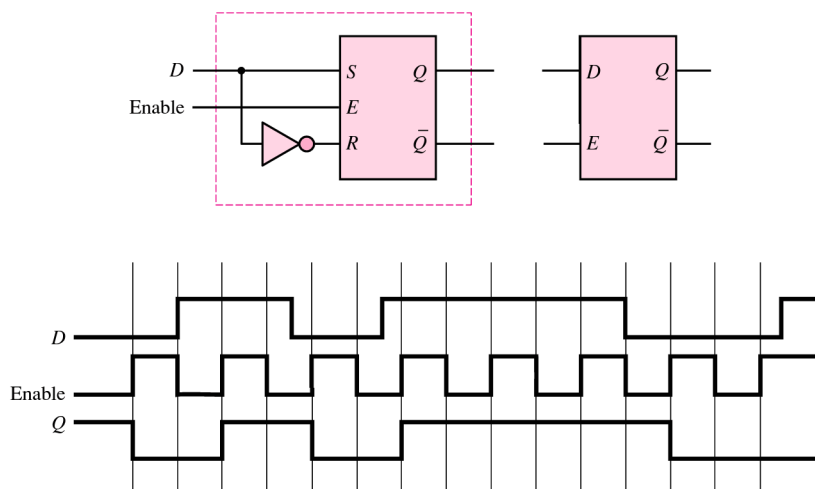 D S Q D Q
Enable E
R Q̅ E Q̅
D
Enable
Q